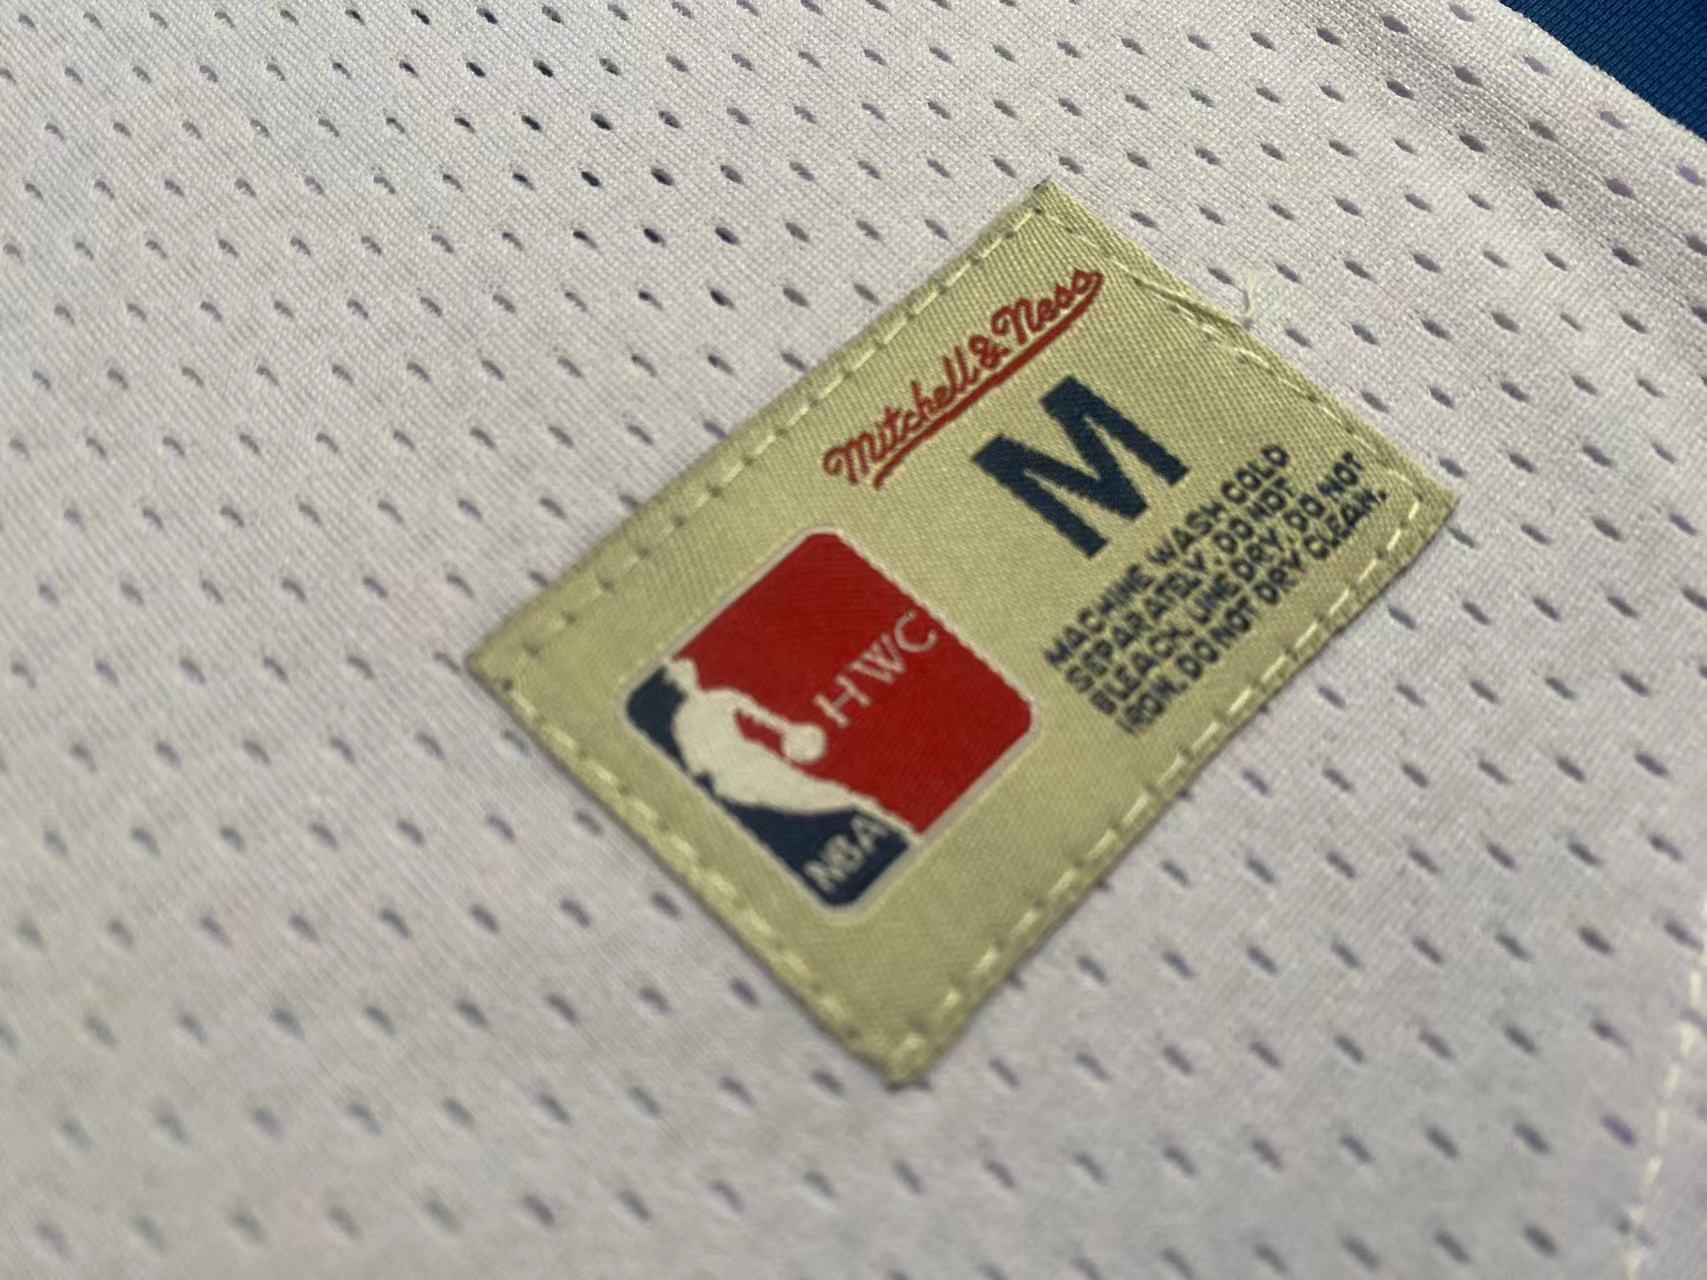 Mitchell & Ness
M
HWC
NBA
MACHINE WASH COLD
SEPARATELY, DO NOT
BLEACH, LINE DRY, DO NOT
IRON, DO NOT DRY CLEAN.